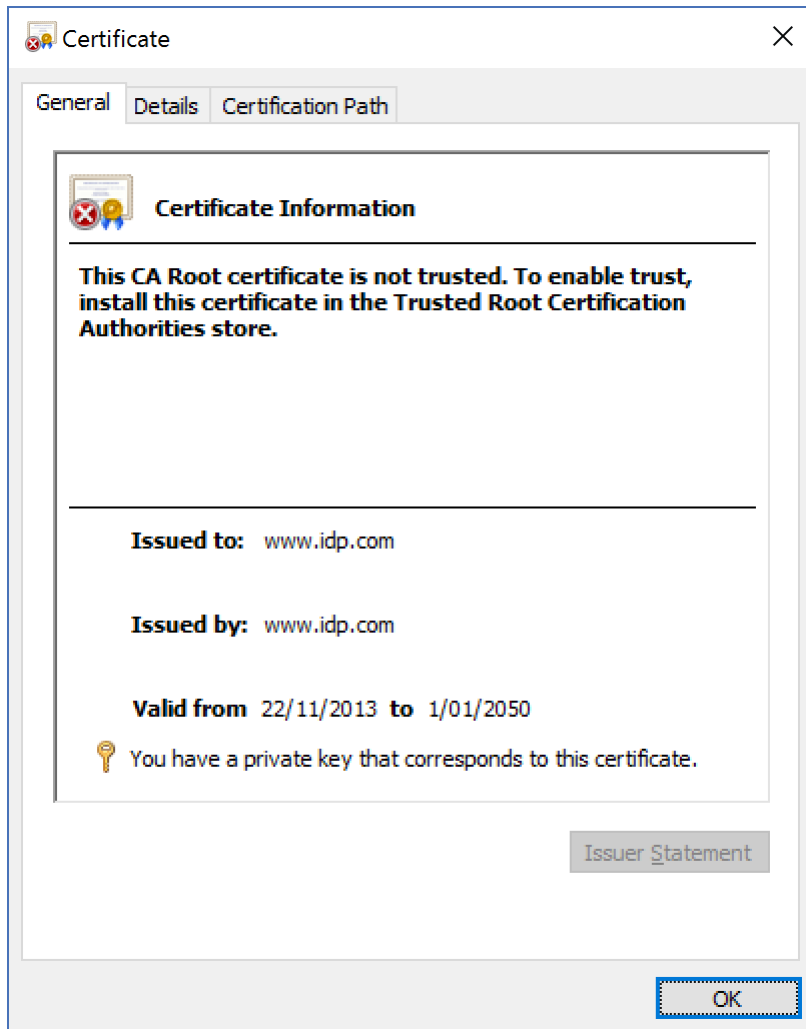 Certificate
General Details Certification Path
Certificate Information
This CA Root certificate is not trusted. To enable trust,
install this certificate in the Trusted Root Certification
Authorities store.
Issued to: www.idp.com
Issued by: www.idp.com
Valid from 22/11/2013 to 1/01/2050
You have a private key that corresponds to this certificate.
Issuer Statement
OK